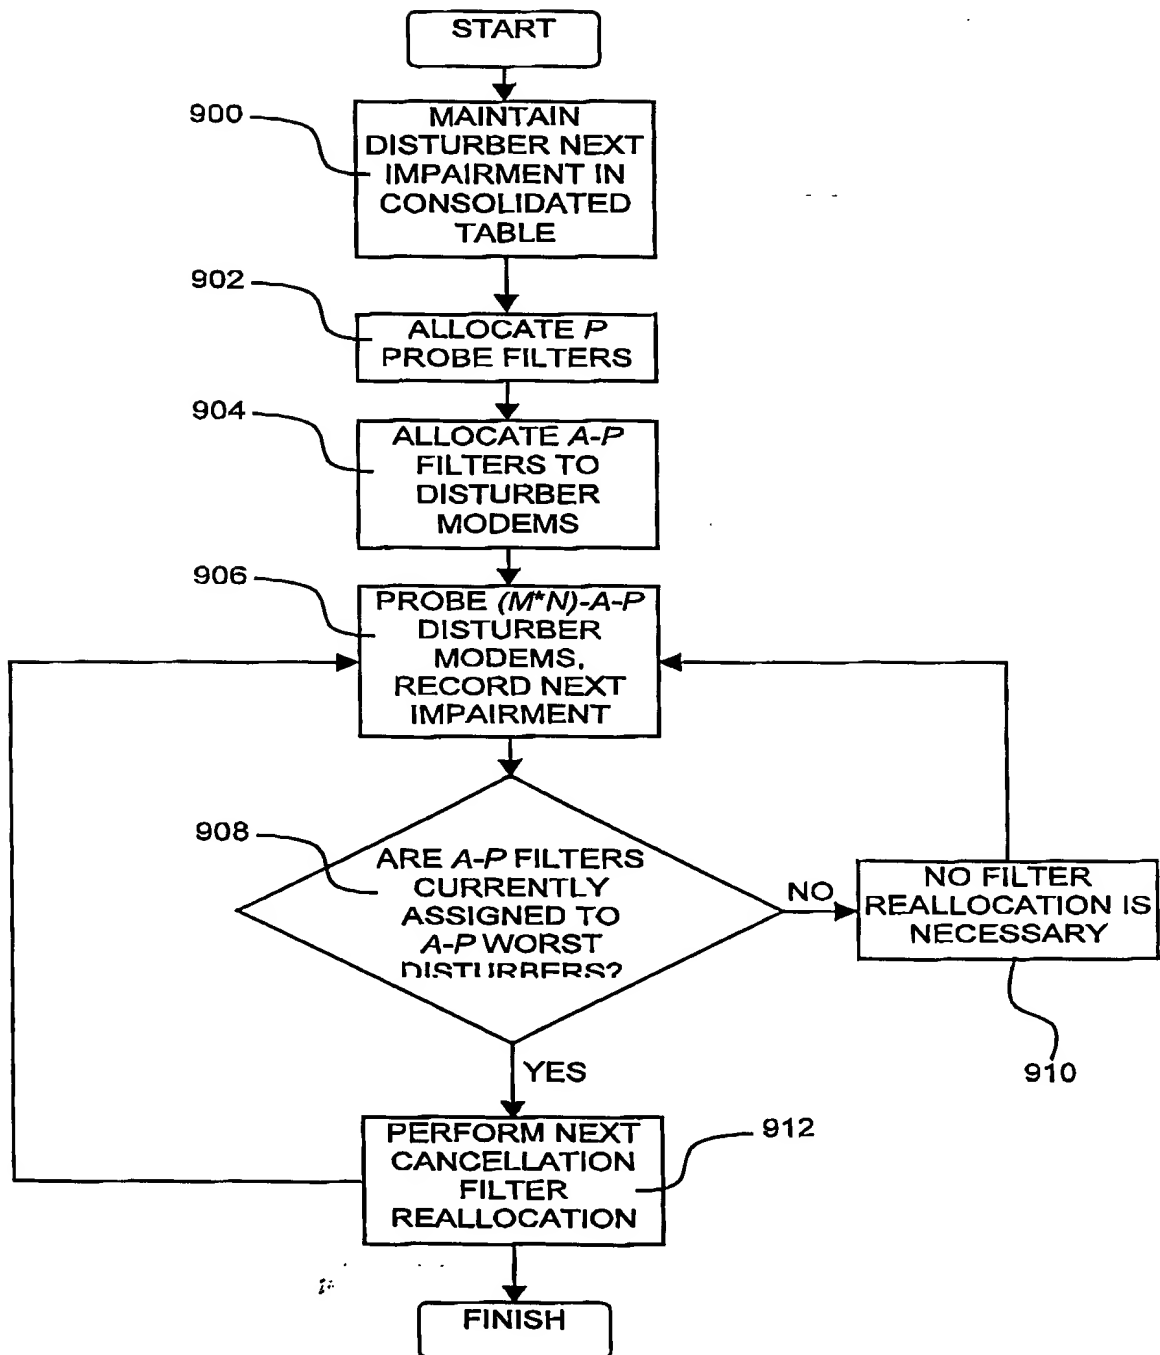 START
900
MAINTAIN
DISTURBER NEXT
IMPAIRMENT IN
CONSOLIDATED
TABLE
902
ALLOCATE P
PROBE FILTERS
904
ALLOCATE A-P
FILTERS TO
DISTURBER
MODEMS
906
PROBE (M*N)-A-P
DISTURBER
MODEMS,
RECORD NEXT
IMPAIRMENT
908
ARE A-P FILTERS
CURRENTLY
ASSIGNED TO
A-P WORST
DISTURBERS?
NO
NO FILTER
REALLOCATION IS
NECESSARY
910
YES
PERFORM NEXT
CANCELLATION
FILTER
REALLOCATION
912
FINISH